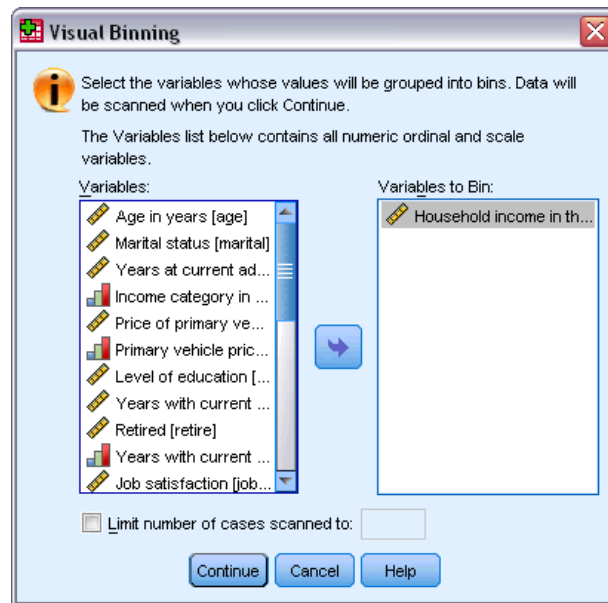 Visual Binning
Select the variables whose values will be grouped into bins. Data will
be scanned when you click Continue.
The Variables list below contains all numeric ordinal and scale
variables.
Variables:
Age in years [age]
Marital status [marital]
Years at current ad...
Income category in ...
Price of primary ve...
Primary vehicle pric...
Level of education [...
Years with current ...
Retired [retire]
Years with current ...
Job satisfaction [job...
Variables to Bin:
Household income in th...
Limit number of cases scanned to:
Continue Cancel Help